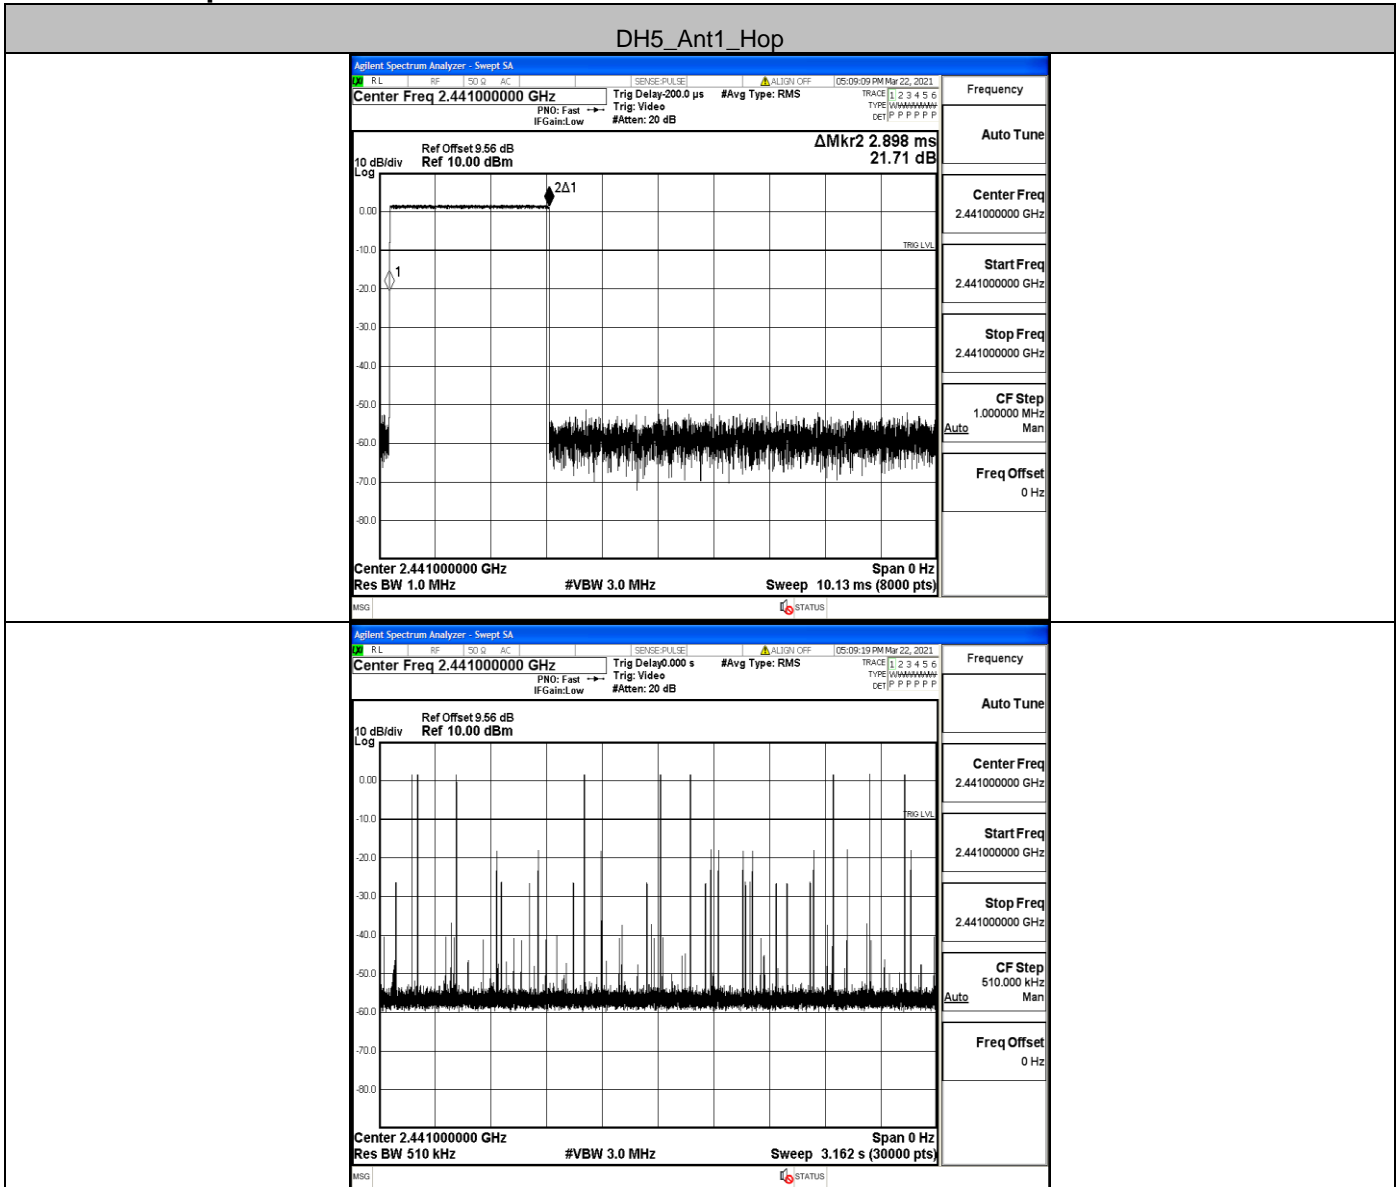 DH5_Ant1_Hop
Agilent Spectrum Analyzer - Swept SA
RL RF 50 Ω AC SENSE:PULSE ALIGN OFF 05:09:09 PM Mar 22, 2021
Center Freq 2.441000000 GHz
PNO: Fast
IFGain:Low
Trig Delay-200.0 µs
Trig: Video
#Atten: 20 dB
#Avg Type: RMS
TRACE 1 2 3 4 5 6
TYPE
DET P P P P P P
Frequency
Auto Tune
ΔMkr2 2.898 ms
21.71 dB
Ref Offset 9.56 dB
10 dB/div Ref 10.00 dBm
Log
2Δ1
1
TRIG LVL
0.00
-10.0
-20.0
-30.0
-40.0
-50.0
-60.0
-70.0
-80.0
Center Freq
2.441000000 GHz
Start Freq
2.441000000 GHz
Stop Freq
2.441000000 GHz
CF Step
1.000000 MHz
Auto Man
Freq Offset
0 Hz
Center 2.441000000 GHz Span 0 Hz
Res BW 1.0 MHz #VBW 3.0 MHz Sweep 10.13 ms (8000 pts)
MSG STATUS
Agilent Spectrum Analyzer - Swept SA
RL RF 50 Ω AC SENSE:PULSE ALIGN OFF 05:09:19 PM Mar 22, 2021
Center Freq 2.441000000 GHz
PNO: Fast
IFGain:Low
Trig Delay0.000 s
Trig: Video
#Atten: 20 dB
#Avg Type: RMS
TRACE 1 2 3 4 5 6
TYPE
DET P P P P P P
Frequency
Auto Tune
Ref Offset 9.56 dB
10 dB/div Ref 10.00 dBm
Log
TRIG LVL
0.00
-10.0
-20.0
-30.0
-40.0
-50.0
-60.0
-70.0
-80.0
Center Freq
2.441000000 GHz
Start Freq
2.441000000 GHz
Stop Freq
2.441000000 GHz
CF Step
510.000 kHz
Auto Man
Freq Offset
0 Hz
Center 2.441000000 GHz Span 0 Hz
Res BW 510 kHz #VBW 3.0 MHz Sweep 3.162 s (30000 pts)
MSG STATUS